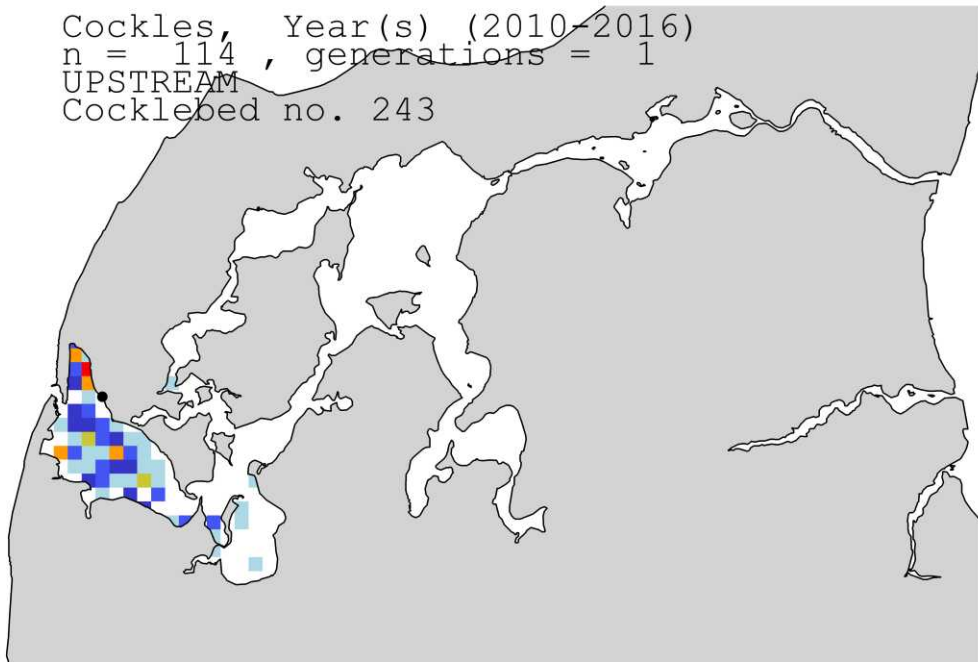 Cockles,  Year(s) (2010-2016)
n =  114 , generations =  1
UPSTREAM
Cocklebed no. 243